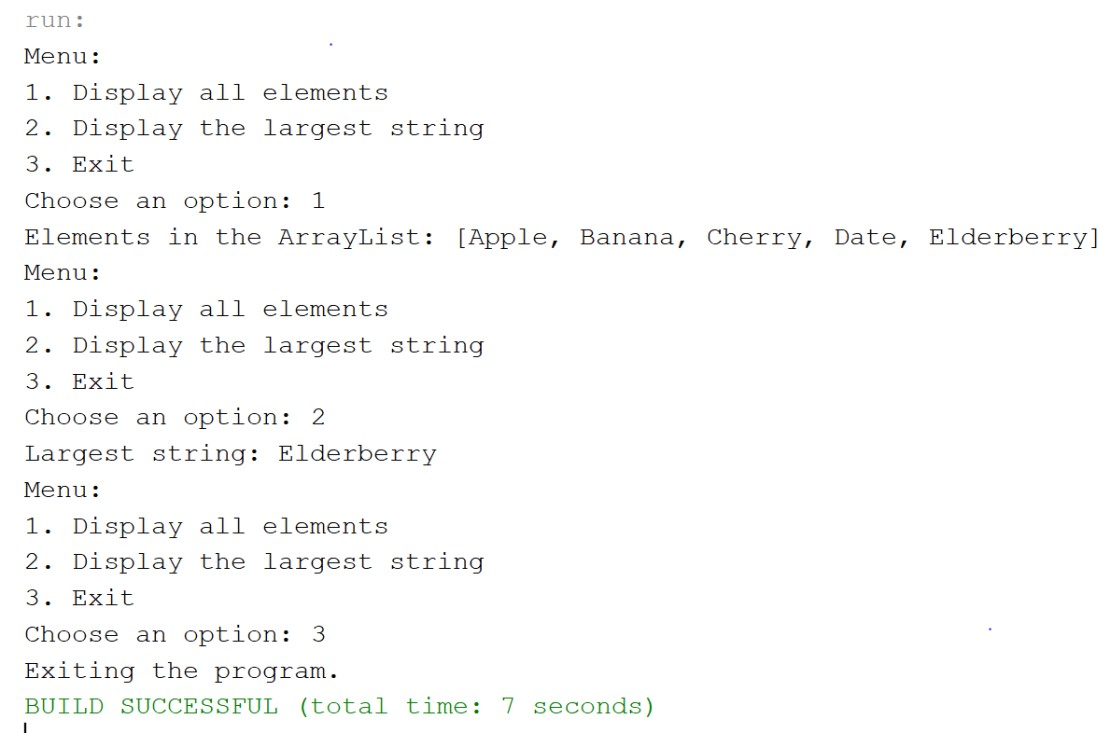 run:
Menu:
1. Display all elements
2. Display the largest string
3. Exit
Choose an option: 1
Elements in the ArrayList: [Apple, Banana, Cherry, Date, Elderberry]
Menu:
1. Display all elements
2. Display the largest string
3. Exit
Choose an option: 2
Largest string: Elderberry
Menu:
1. Display all elements
2. Display the largest string
3. Exit
Choose an option: 3
Exiting the program.
BUILD SUCCESSFUL (total time: 7 seconds)